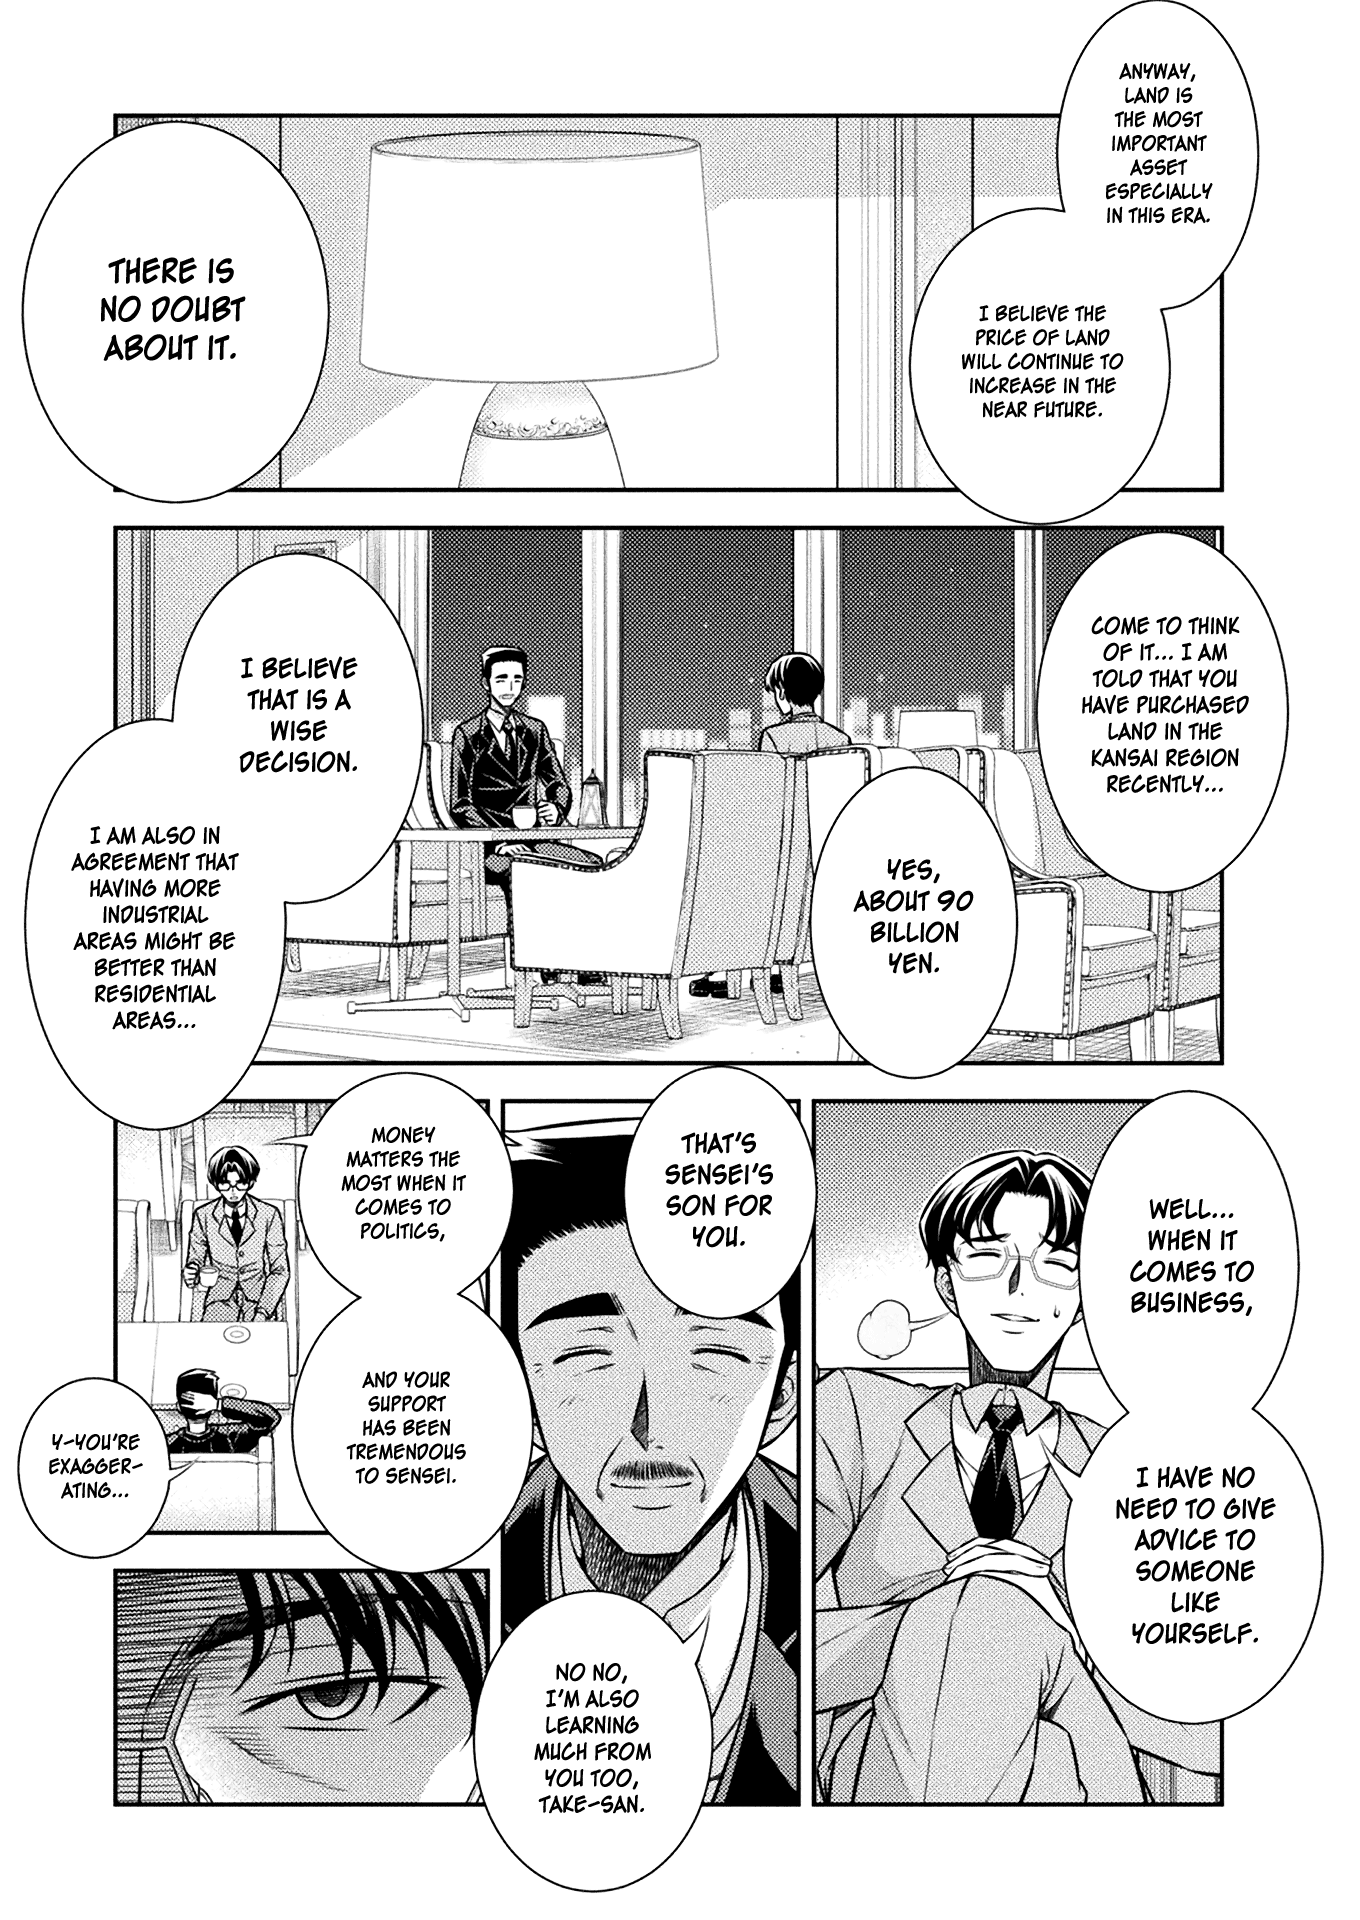 ANYWAY,
LAND IS
THE MOST
IMPORTANT
ASSET
ESPECIALLY
IN THIS ERA.
I BELIEVE THE
PRICE OF LAND
WILL CONTINUE TO
INCREASE IN THE
NEAR FUTURE.
THERE IS
NO DOUBT
ABOUT IT.
COME TO THINK
OF IT... I AM
TOLD THAT YOU
HAVE PURCHASED
LAND IN THE
KANSAI REGION
RECENTLY...
YES,
ABOUT 90
BILLION
YEN.
I BELIEVE
THAT IS A
WISE
DECISION.
I AM ALSO IN
AGREEMENT THAT
HAVING MORE
INDUSTRIAL
AREAS MIGHT BE
BETTER THAN
RESIDENTIAL
AREAS...
WELL...
WHEN IT
COMES TO
BUSINESS,
I HAVE NO
NEED TO GIVE
ADVICE TO
SOMEONE
LIKE
YOURSELF.
THAT'S
SENSEI'S
SON FOR
YOU.
NO NO,
I'M ALSO
LEARNING
MUCH FROM
YOU TOO,
TAKE-SAN.
MONEY
MATTERS THE
MOST WHEN IT
COMES TO
POLITICS,
AND YOUR
SUPPORT
HAS BEEN
TREMENDOUS
TO SENSEI.
Y-YOU'RE
EXAGGER-
ATING...